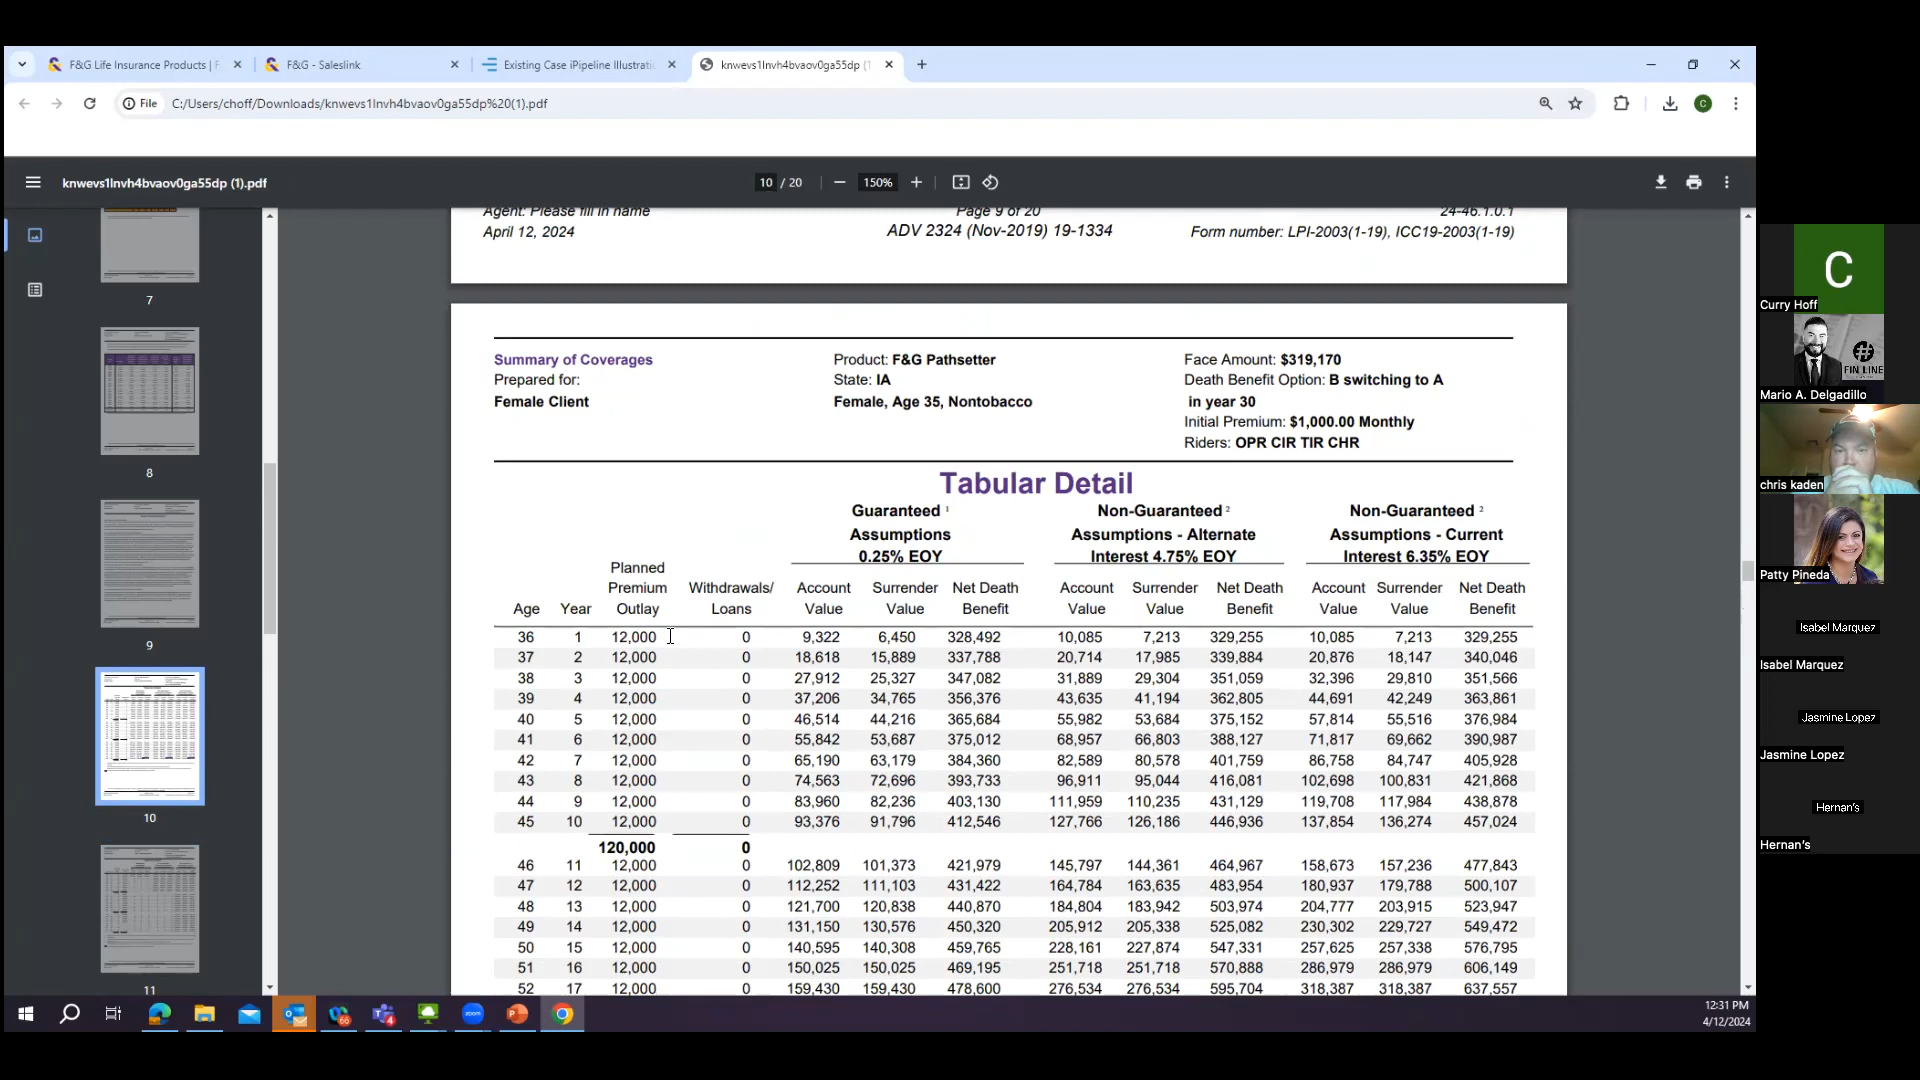 F&G Life Insurance Products | F
F&G - Saleslink
Existing Case iPipeline Illustratio
knwevs1lnvh4bvaov0ga55dp (1
File
C:/Users/choff/Downloads/knwevs1lnvh4bvaov0ga55dp%20(1).pdf
C
knwevs1lnvh4bvaov0ga55dp (1).pdf
10 / 20
150%
7
8
9
10
11
Agent: Please fill in name
Page 9 of 20
24-46.1.0.1
April 12, 2024
ADV 2324 (Nov-2019) 19-1334
Form number: LPI-2003(1-19), ICC19-2003(1-19)
Summary of Coverages
Product: F&G Pathsetter
Face Amount: $319,170
Prepared for:
State: IA
Death Benefit Option: B switching to A
Female Client
Female, Age 35, Nontobacco
in year 30
Initial Premium: $1,000.00 Monthly
Riders: OPR CIR TIR CHR
Tabular Detail
Guaranteed 1
Non-Guaranteed 2
Non-Guaranteed 2
Assumptions
Assumptions - Alternate
Assumptions - Current
0.25% EOY
Interest 4.75% EOY
Interest 6.35% EOY
Planned
Premium Withdrawals/ Account Surrender Net Death Account Surrender Net Death Account Surrender Net Death
Age Year Outlay Loans Value Value Benefit Value Value Benefit Value Value Benefit
36 1 12,000 0 9,322 6,450 328,492 10,085 7,213 329,255 10,085 7,213 329,255
37 2 12,000 0 18,618 15,889 337,788 20,714 17,985 339,884 20,876 18,147 340,046
38 3 12,000 0 27,912 25,327 347,082 31,889 29,304 351,059 32,396 29,810 351,566
39 4 12,000 0 37,206 34,765 356,376 43,635 41,194 362,805 44,691 42,249 363,861
40 5 12,000 0 46,514 44,216 365,684 55,982 53,684 375,152 57,814 55,516 376,984
41 6 12,000 0 55,842 53,687 375,012 68,957 66,803 388,127 71,817 69,662 390,987
42 7 12,000 0 65,190 63,179 384,360 82,589 80,578 401,759 86,758 84,747 405,928
43 8 12,000 0 74,563 72,696 393,733 96,911 95,044 416,081 102,698 100,831 421,868
44 9 12,000 0 83,960 82,236 403,130 111,959 110,235 431,129 119,708 117,984 438,878
45 10 12,000 0 93,376 91,796 412,546 127,766 126,186 446,936 137,854 136,274 457,024
120,000 0
46 11 12,000 0 102,809 101,373 421,979 145,797 144,361 464,967 158,673 157,236 477,843
47 12 12,000 0 112,252 111,103 431,422 164,784 163,635 483,954 180,937 179,788 500,107
48 13 12,000 0 121,700 120,838 440,870 184,804 183,942 503,974 204,777 203,915 523,947
49 14 12,000 0 131,150 130,576 450,320 205,912 205,338 525,082 230,302 229,727 549,472
50 15 12,000 0 140,595 140,308 459,765 228,161 227,874 547,331 257,625 257,338 576,795
51 16 12,000 0 150,025 150,025 469,195 251,718 251,718 570,888 286,979 286,979 606,149
52 17 12,000 0 159,430 159,430 478,600 276,534 276,534 595,704 318,387 318,387 637,557
12:31 PM
4/12/2024
C
Curry Hoff
FIN LINE
Mario A. Delgadillo
chris kaden
Patty Pineda
Isabel Marquez
Isabel Marquez
Jasmine Lopez
Jasmine Lopez
Hernan's
Hernan's